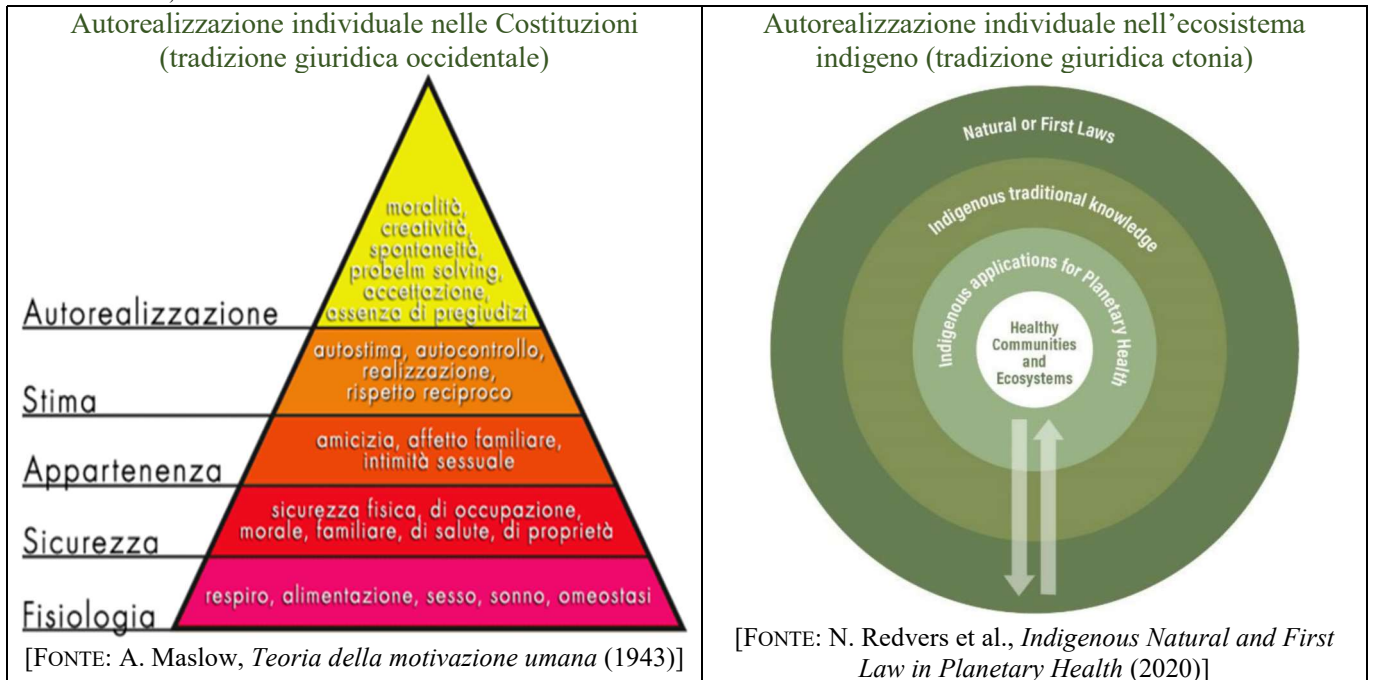 Autorealizzazione individuale nelle Costituzioni
(tradizione giuridica occidentale)
moralità,
creatività,
spontaneità,
probelm solving,
accettazione,
assenza di pregiudizi
Autorealizzazione
autostima, autocontrollo,
realizzazione,
rispetto reciproco
Stima
amicizia, affetto familiare,
intimità sessuale
Appartenenza
sicurezza fisica, di occupazione,
morale, familiare, di salute, di proprietà
Sicurezza
respiro, alimentazione, sesso, sonno, omeostasi
Fisiologia
[FONTE: A. Maslow, Teoria della motivazione umana (1943)]
Autorealizzazione individuale nell’ecosistema
indigeno (tradizione giuridica ctonia)
Natural or First Laws
Indigenous traditional knowledge
Indigenous applications for Planetary Health
Healthy
Communities
and
Ecosystems
[FONTE: N. Redvers et al., Indigenous Natural and First
Law in Planetary Health (2020)]